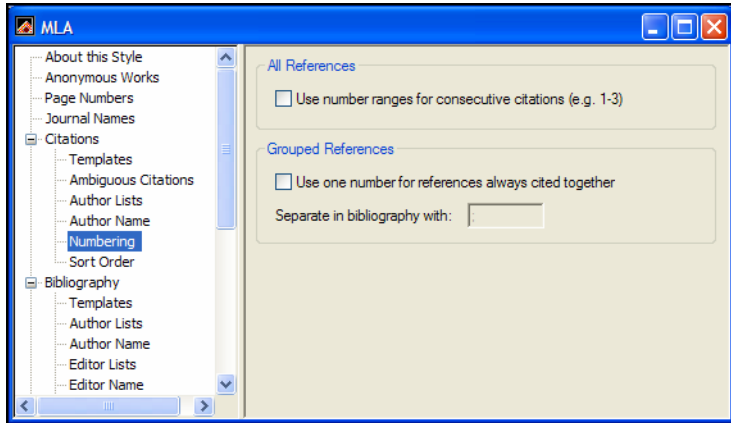 MLA
About this Style
Anonymous Works
Page Numbers
Journal Names
Citations
Templates
Ambiguous Citations
Author Lists
Author Name
Numbering
Sort Order
Bibliography
Templates
Author Lists
Author Name
Editor Lists
Editor Name
All References
Use number ranges for consecutive citations (e.g. 1-3)
Grouped References
Use one number for references always cited together
Separate in bibliography with: ;